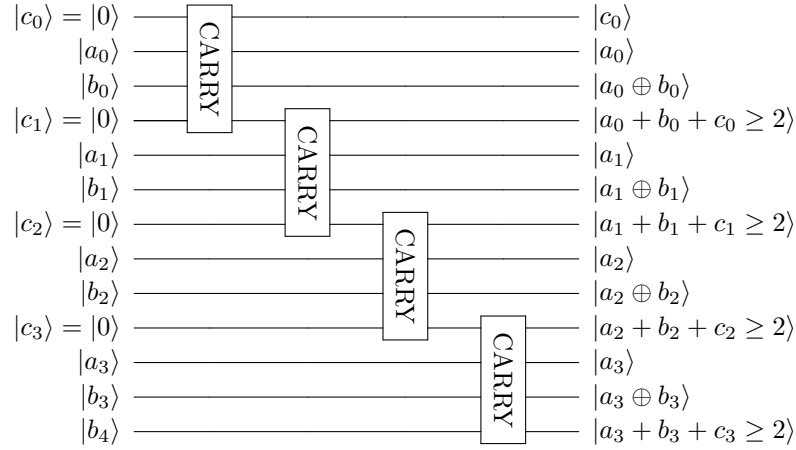 |c₀⟩ = |0⟩ CARRY |c₀⟩
|a₀⟩ |a₀⟩
|b₀⟩ |a₀ ⊕ b₀⟩
|c₁⟩ = |0⟩ CARRY |a₀ + b₀ + c₀ ≥ 2⟩
|a₁⟩ |a₁⟩
|b₁⟩ |a₁ ⊕ b₁⟩
|c₂⟩ = |0⟩ CARRY |a₁ + b₁ + c₁ ≥ 2⟩
|a₂⟩ |a₂⟩
|b₂⟩ |a₂ ⊕ b₂⟩
|c₃⟩ = |0⟩ CARRY |a₂ + b₂ + c₂ ≥ 2⟩
|a₃⟩ |a₃⟩
|b₃⟩ |a₃ ⊕ b₃⟩
|b₄⟩ |a₃ + b₃ + c₃ ≥ 2⟩